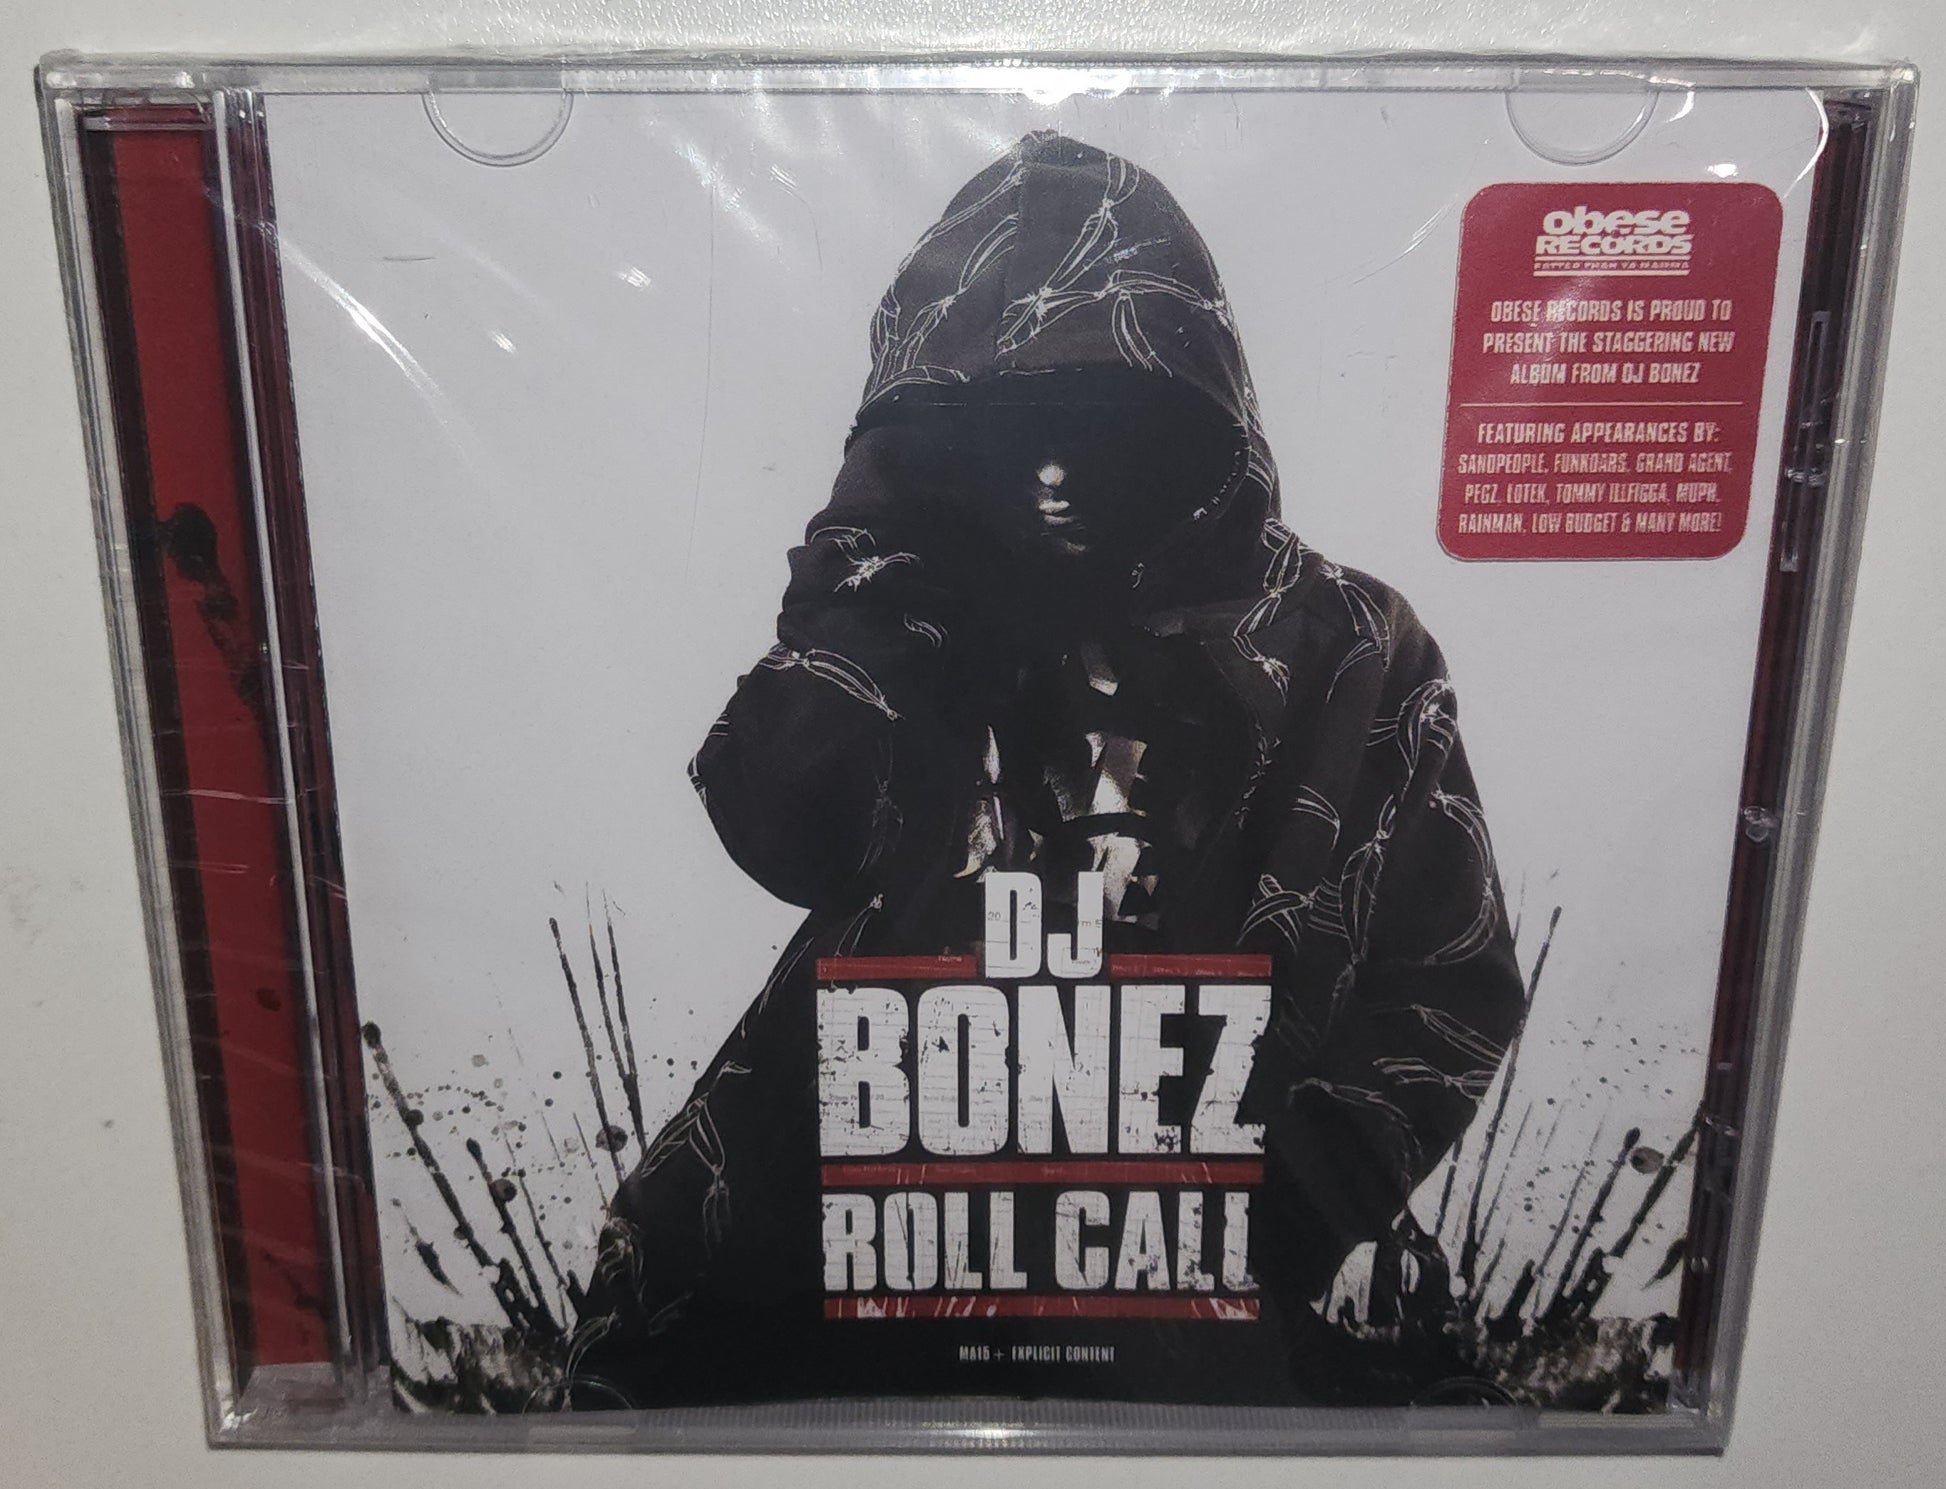 obese
RECORDS
FATTER THAN YA MAMMA
OBESE RECORDS IS PROUD TO
PRESENT THE STAGGERING NEW
ALBUM FROM DJ BONEZ
FEATURING APPEARANCES BY:
SANDPEOPLE, FUNKOARS, GRAND AGENT,
PEGZ, LOTEK, TOMMY ILLFIGGA, MUPH,
RAINMAN, LOW BUDGET & MANY MORE!
DJ
BONEZ
ROLL CALL
MA15 + EXPLICIT CONTENT